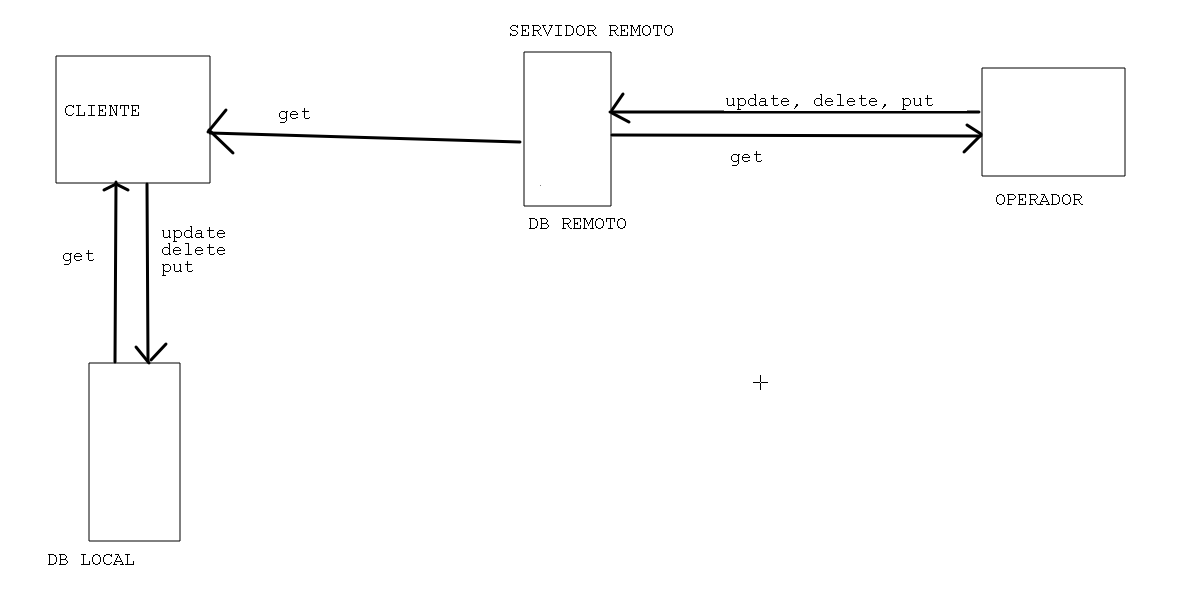 SERVIDOR REMOTO
CLIENTE
get
update, delete, put
get
OPERADOR
DB REMOTO
get
update
delete
put
DB LOCAL